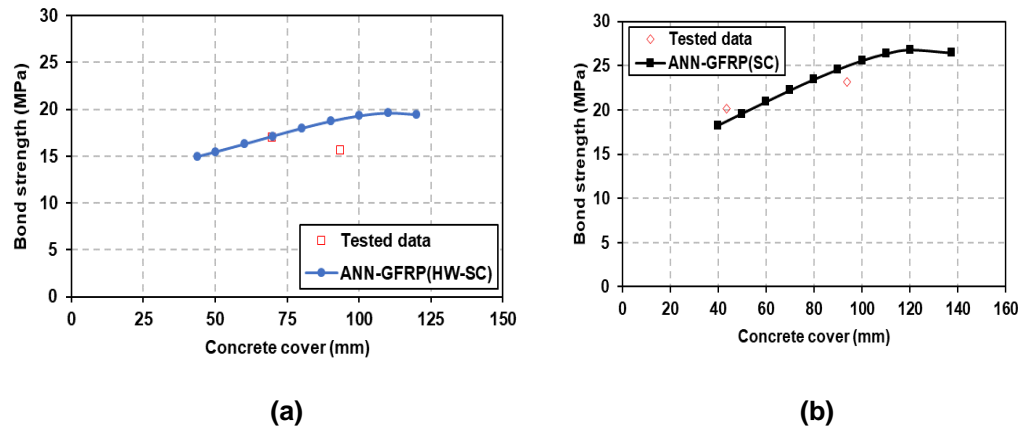 30
25
20
15
10
5
0
Bond strength (MPa)
Tested data
ANN-GFRP(HW-SC)
0 25 50 75 100 125 150
Concrete cover (mm)
(a)
30
25
20
15
10
5
0
Bond strength (MPa)
Tested data
ANN-GFRP(SC)
0 20 40 60 80 100 120 140 160
Concrete cover (mm)
(b)